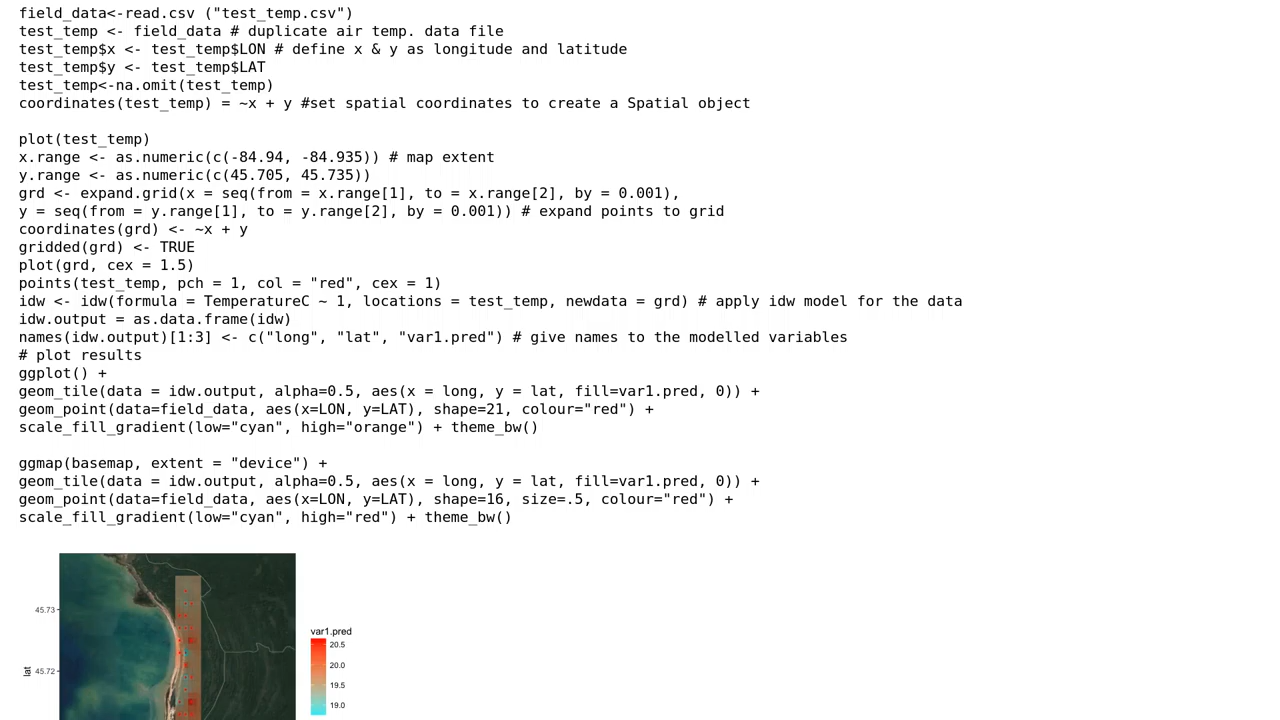 field_data<-read.csv ("test_temp.csv")
test_temp <- field_data # duplicate air temp. data file
test_temp$x <- test_temp$LON # define x & y as longitude and latitude
test_temp$y <- test_temp$LAT
test_temp<-na.omit(test_temp)
coordinates(test_temp) = ~x + y #set spatial coordinates to create a Spatial object
plot(test_temp)
x.range <- as.numeric(c(-84.94, -84.935)) # map extent
y.range <- as.numeric(c(45.705, 45.735))
grd <- expand.grid(x = seq(from = x.range[1], to = x.range[2], by = 0.001),
y = seq(from = y.range[1], to = y.range[2], by = 0.001)) # expand points to grid
coordinates(grd) <- ~x + y
gridded(grd) <- TRUE
plot(grd, cex = 1.5)
points(test_temp, pch = 1, col = "red", cex = 1)
idw <- idw(formula = TemperatureC ~ 1, locations = test_temp, newdata = grd) # apply idw model for the data
idw.output = as.data.frame(idw)
names(idw.output)[1:3] <- c("long", "lat", "var1.pred") # give names to the modelled variables
# plot results
ggplot() +
geom_tile(data = idw.output, alpha=0.5, aes(x = long, y = lat, fill=var1.pred, 0)) +
geom_point(data=field_data, aes(x=LON, y=LAT), shape=21, colour="red") +
scale_fill_gradient(low="cyan", high="orange") + theme_bw()
ggmap(basemap, extent = "device") +
geom_tile(data = idw.output, alpha=0.5, aes(x = long, y = lat, fill=var1.pred, 0)) +
geom_point(data=field_data, aes(x=LON, y=LAT), shape=16, size=.5, colour="red") +
scale_fill_gradient(low="cyan", high="red") + theme_bw()
45.73
45.72
lat
var1.pred
20.5
20.0
19.5
19.0